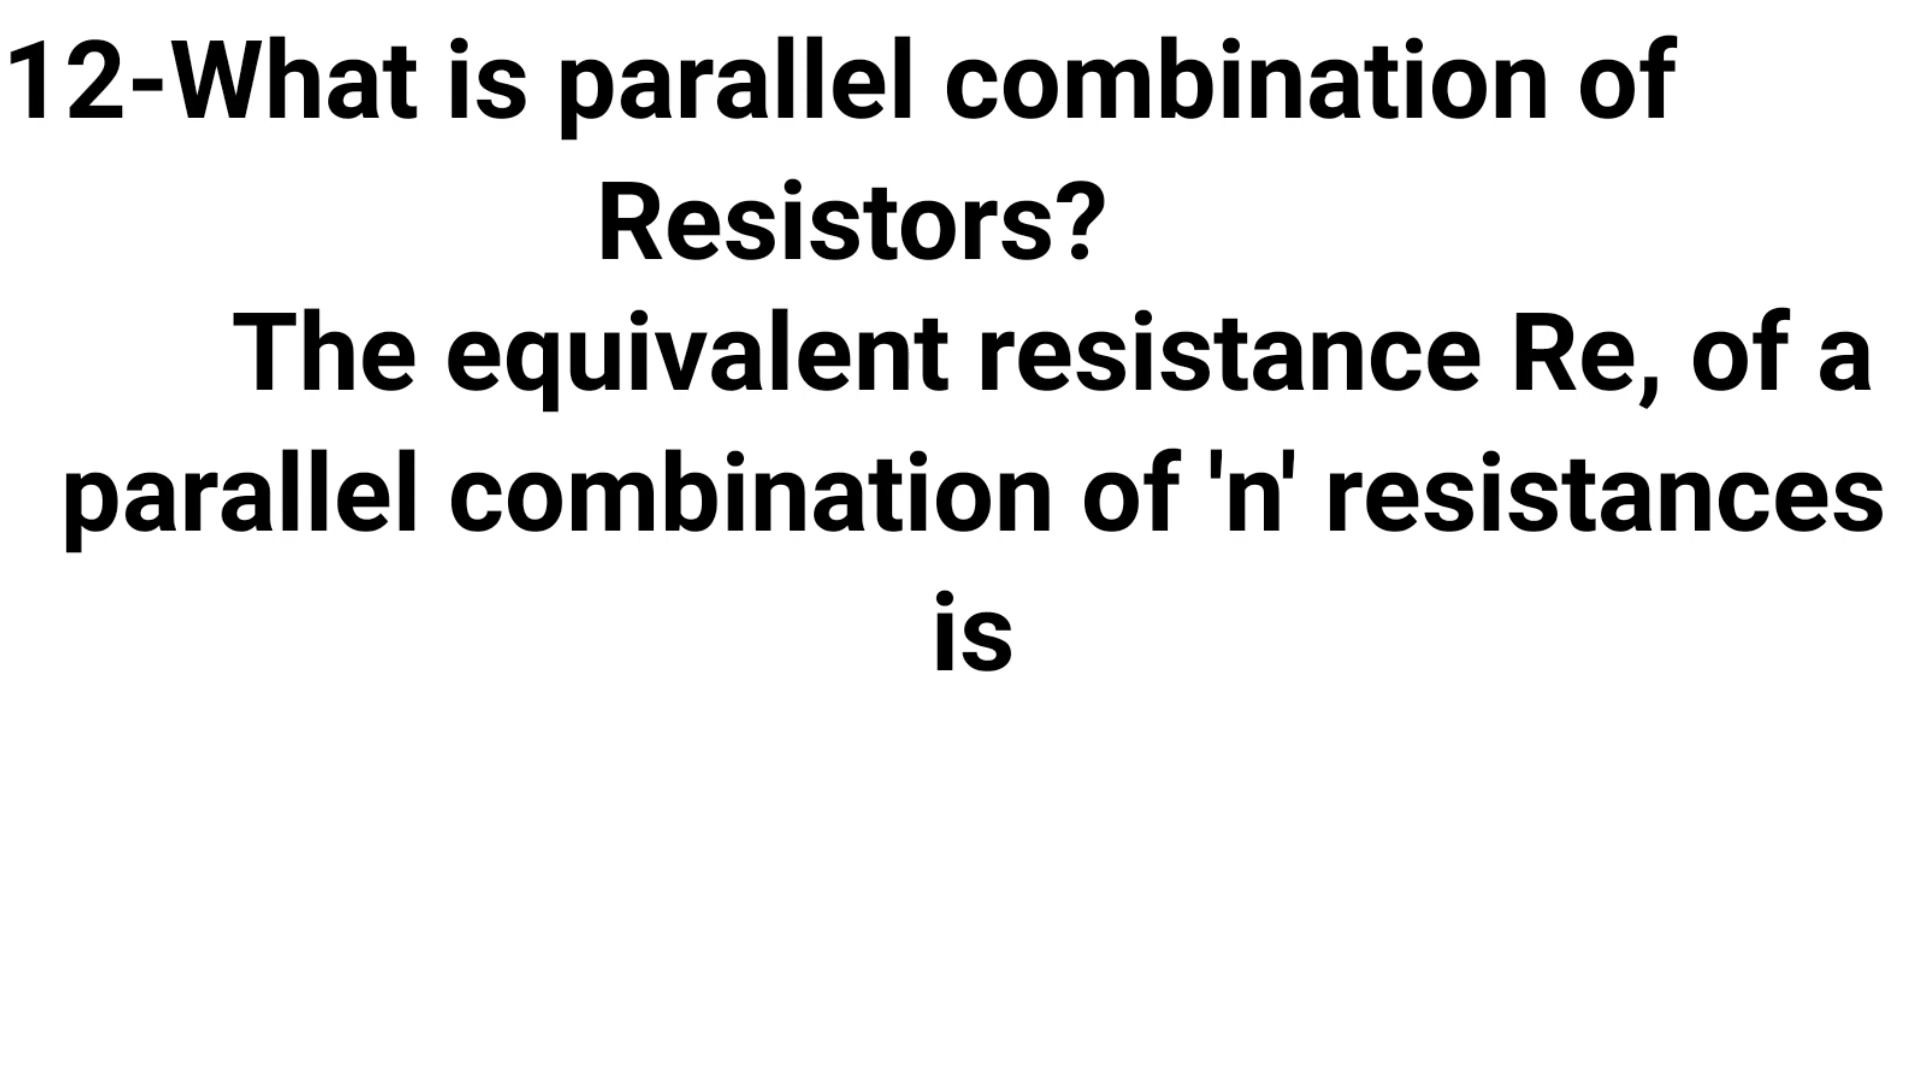 12-What is parallel combination of
Resistors?
The equivalent resistance Re, of a
parallel combination of 'n' resistances
is